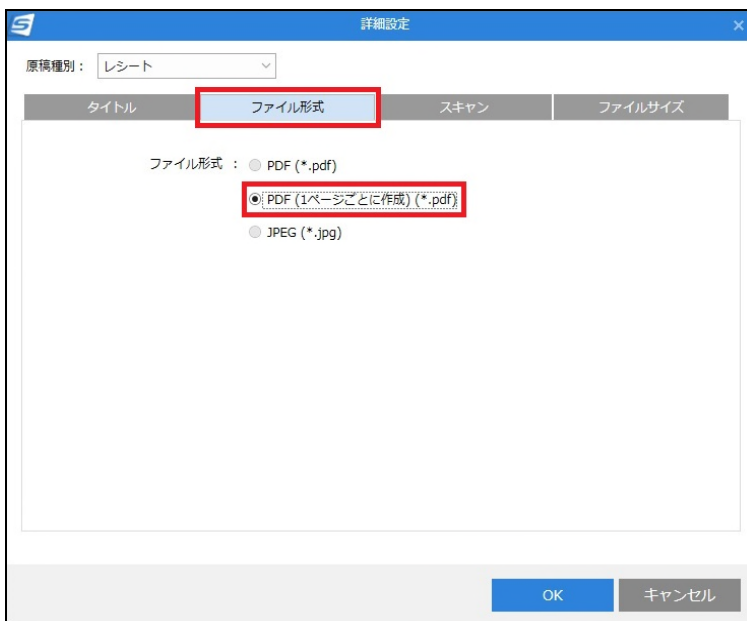 詳細設定
原稿種別： レシート
タイトル ファイル形式 スキャン ファイルサイズ
ファイル形式 ： PDF (*.pdf)
PDF (1ページごとに作成) (*.pdf)
JPEG (*.jpg)
OK キャンセル